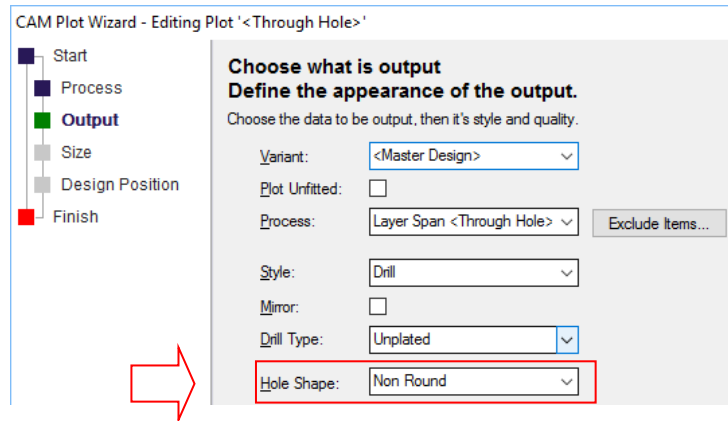 CAM Plot Wizard - Editing Plot '<Through Hole>'
Start
Process
Output
Size
Design Position
Finish
Choose what is output
Define the appearance of the output.
Choose the data to be output, then it's style and quality.
Variant: <Master Design>
Plot Unfitted:
Process: Layer Span <Through Hole> Exclude Items...
Style: Drill
Mirror:
Drill Type: Unplated
Hole Shape: Non Round